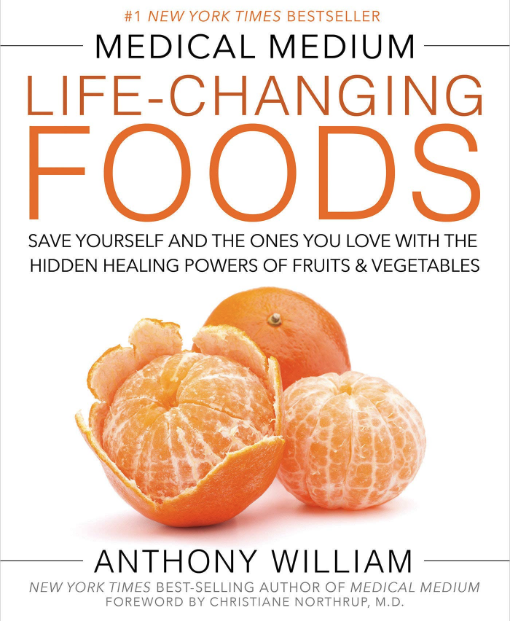 #1 NEW YORK TIMES BESTSELLER
MEDICAL MEDIUM
LIFE-CHANGING
FOODS
SAVE YOURSELF AND THE ONES YOU LOVE WITH THE
HIDDEN HEALING POWERS OF FRUITS & VEGETABLES
ANTHONY WILLIAM
NEW YORK TIMES BEST-SELLING AUTHOR OF MEDICAL MEDIUM
FOREWORD BY CHRISTIANE NORTHRUP, M.D.